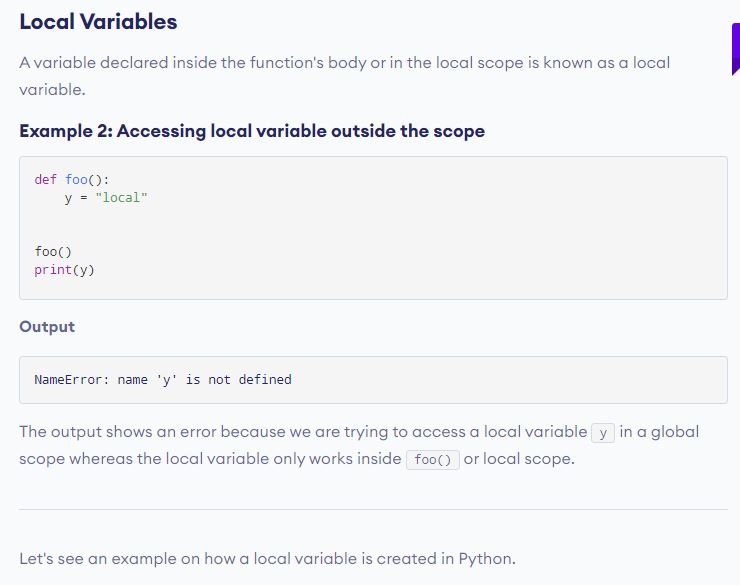 Local Variables
A variable declared inside the function's body or in the local scope is known as a local
variable.
Example 2: Accessing local variable outside the scope
def foo():
    y = "local"
foo()
print(y)
Output
NameError: name 'y' is not defined
The output shows an error because we are trying to access a local variable y in a global
scope whereas the local variable only works inside foo() or local scope.
Let's see an example on how a local variable is created in Python.